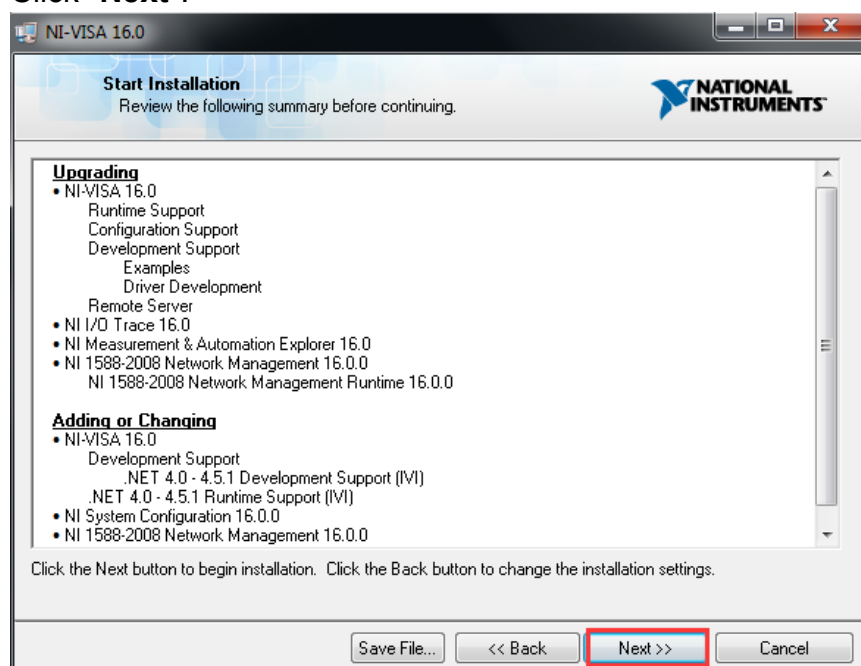 Click "Next".
NI-VISA 16.0
Start Installation
Review the following summary before continuing.
NATIONAL
INSTRUMENTS™
Upgrading
• NI-VISA 16.0
Runtime Support
Configuration Support
Development Support
Examples
Driver Development
Remote Server
• NI I/O Trace 16.0
• NI Measurement & Automation Explorer 16.0
• NI 1588-2008 Network Management 16.0.0
NI 1588-2008 Network Management Runtime 16.0.0
Adding or Changing
• NI-VISA 16.0
Development Support
.NET 4.0 - 4.5.1 Development Support (IVI)
.NET 4.0 - 4.5.1 Runtime Support (IVI)
• NI System Configuration 16.0.0
• NI 1588-2008 Network Management 16.0.0
Click the Next button to begin installation. Click the Back button to change the installation settings.
Save File... << Back Next >> Cancel